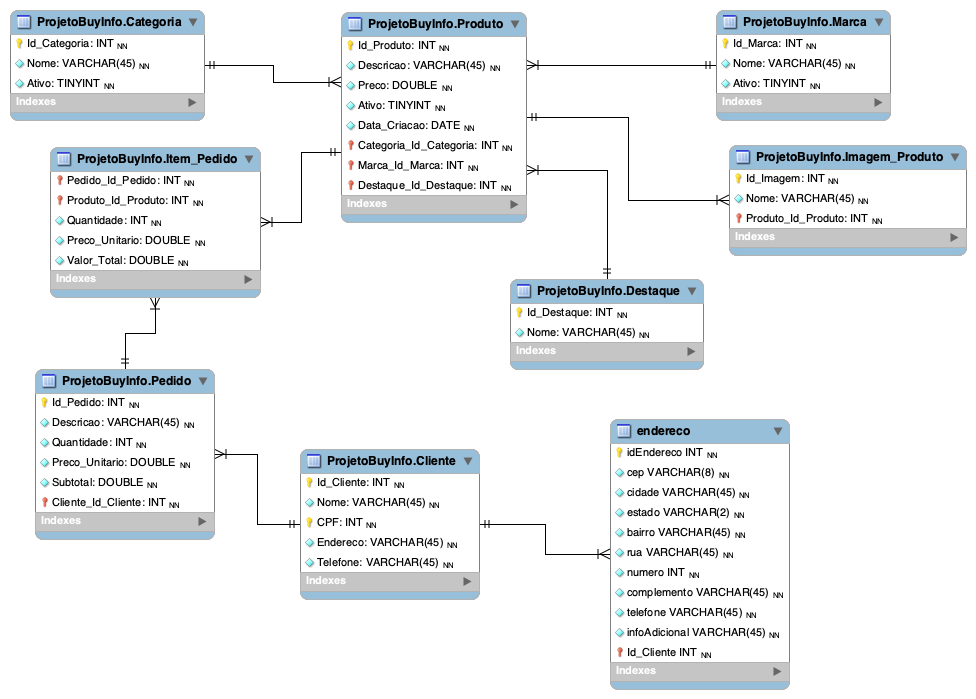 ProjetoBuyInfo.Categoria
Id_Categoria: INT NN
Nome: VARCHAR(45) NN
Ativo: TINYINT NN
Indexes
ProjetoBuyInfo.Produto
Id_Produto: INT NN
Descricao: VARCHAR(45) NN
Preco: DOUBLE NN
Ativo: TINYINT NN
Data_Criacao: DATE NN
Categoria_Id_Categoria: INT NN
Marca_Id_Marca: INT NN
Destaque_Id_Destaque: INT NN
Indexes
ProjetoBuyInfo.Marca
Id_Marca: INT NN
Nome: VARCHAR(45) NN
Ativo: TINYINT NN
Indexes
ProjetoBuyInfo.Item_Pedido
Pedido_Id_Pedido: INT NN
Produto_Id_Produto: INT NN
Quantidade: INT NN
Preco_Unitario: DOUBLE NN
Valor_Total: DOUBLE NN
Indexes
ProjetoBuyInfo.Imagem_Produto
Id_Imagem: INT NN
Nome: VARCHAR(45) NN
Produto_Id_Produto: INT NN
Indexes
ProjetoBuyInfo.Destaque
Id_Destaque: INT NN
Nome: VARCHAR(45) NN
Indexes
ProjetoBuyInfo.Pedido
Id_Pedido: INT NN
Descricao: VARCHAR(45) NN
Quantidade: INT NN
Preco_Unitario: DOUBLE NN
Subtotal: DOUBLE NN
Cliente_Id_Cliente: INT NN
Indexes
ProjetoBuyInfo.Cliente
Id_Cliente: INT NN
Nome: VARCHAR(45) NN
CPF: INT NN
Endereco: VARCHAR(45) NN
Telefone: VARCHAR(45) NN
Indexes
endereco
idEndereco INT NN
cep VARCHAR(8) NN
cidade VARCHAR(45) NN
estado VARCHAR(2) NN
bairro VARCHAR(45) NN
rua VARCHAR(45) NN
numero INT NN
complemento VARCHAR(45) NN
telefone VARCHAR(45) NN
infoAdicional VARCHAR(45) NN
Id_Cliente INT NN
Indexes